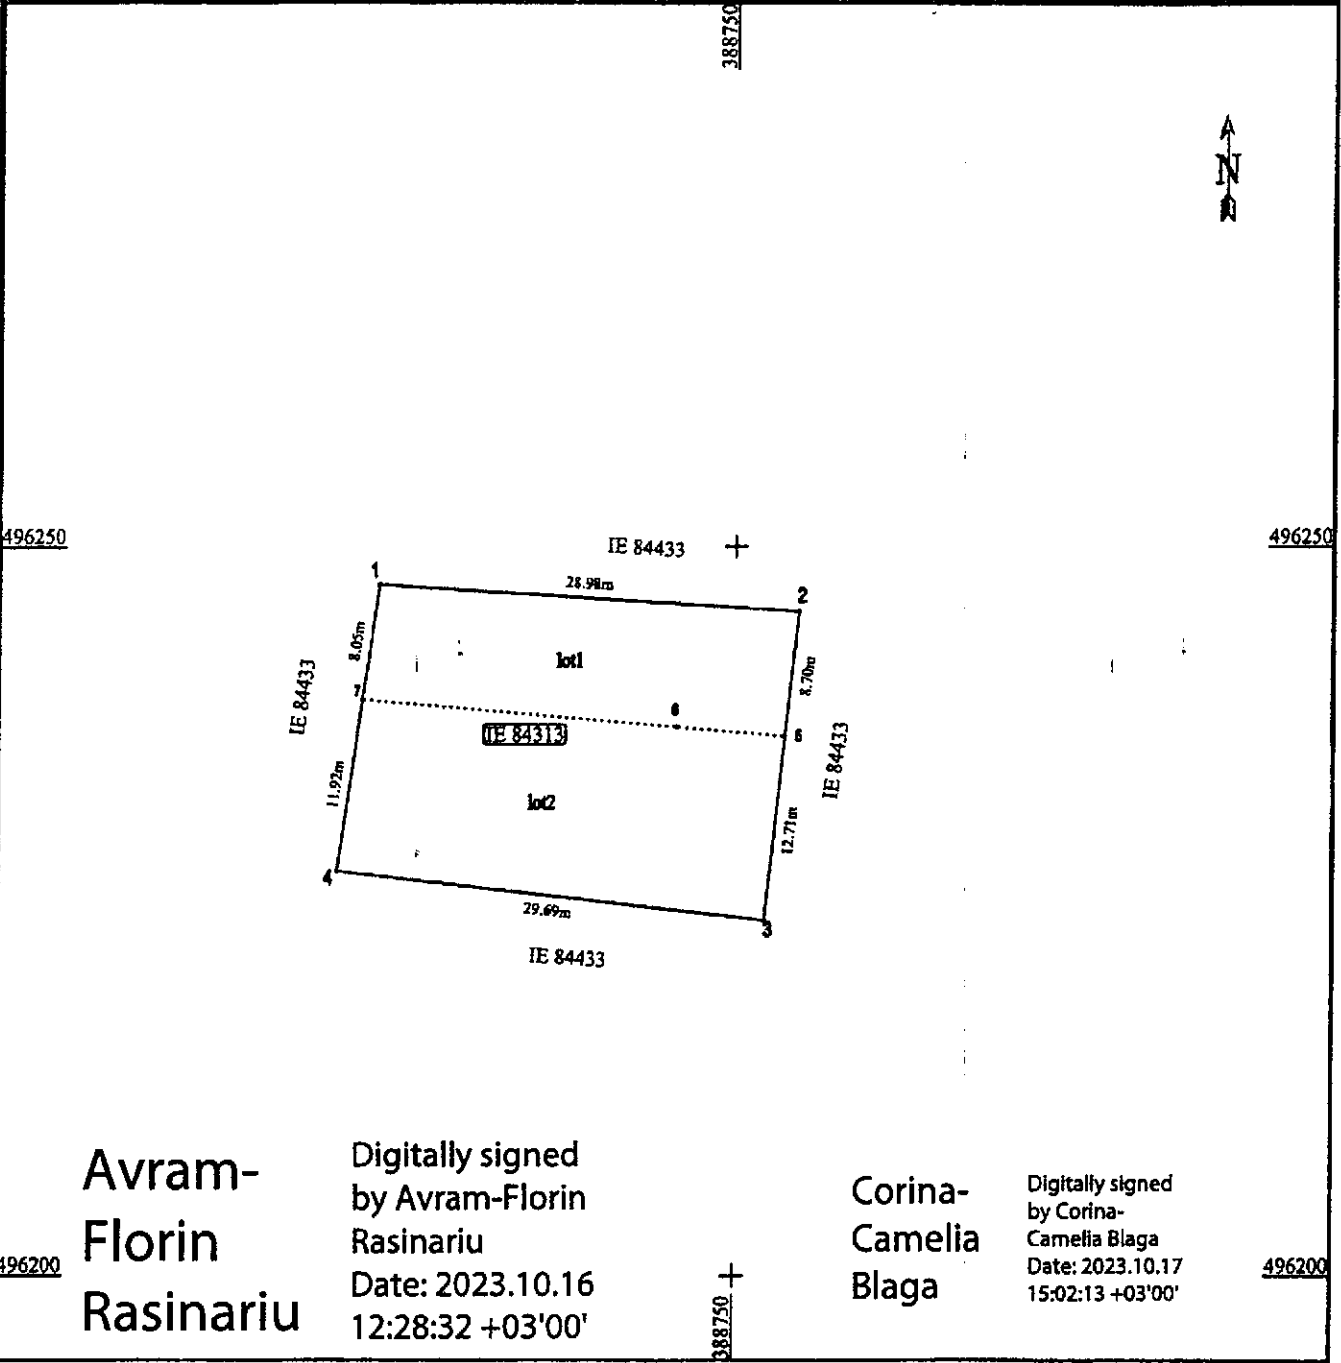 388750
N
496250
IE 84433
496250
1
28.98m
2
8.05m
lot1
8.70m
IE 84433
7
6
5
IE 84313
IE 84433
11.92m
lot2
12.71m
4
29.69m
3
IE 84433
Avram-
Florin
Rasinariu
Digitally signed
by Avram-Florin
Rasinariu
Date: 2023.10.16
12:28:32 +03'00'
Corina-
Camelia
Blaga
Digitally signed
by Corina-
Camelia Blaga
Date: 2023.10.17
15:02:13 +03'00'
496200
496200
388750